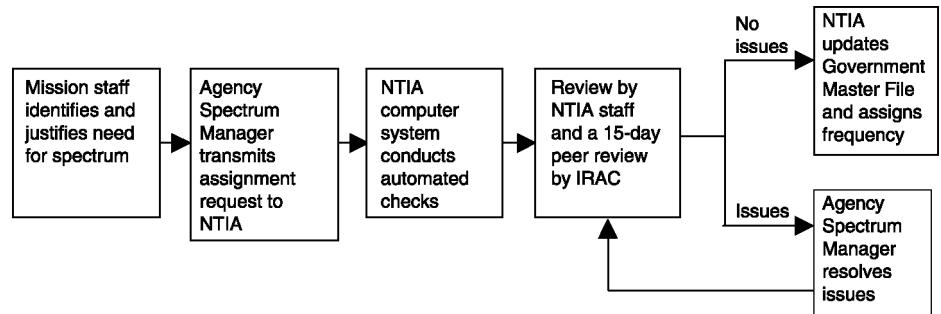 Mission staff
identifies and
justifies need
for spectrum
Agency
Spectrum
Manager
transmits
assignment
request to
NTIA
NTIA
computer
system
conducts
automated
checks
Review by
NTIA staff
and a 15-day
peer review
by IRAC
No
issues
NTIA
updates
Government
Master File
and assigns
frequency
Issues
Agency
Spectrum
Manager
resolves
issues